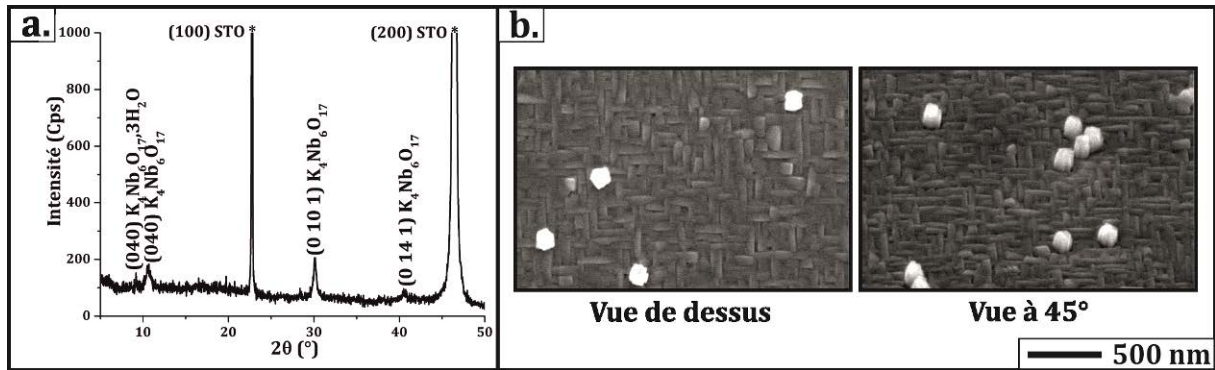 a.
(100) STO *
(200) STO *
1000
800
600
400
200
0
Intensité (Cps)
(040) K₄Nb₆O₁₇,3H₂O
(040) K₄Nb₆O₁₇
(0 10 1) K₄Nb₆O₁₇
(0 14 1) K₄Nb₆O₁₇
10 20 30 40 50
2θ (°)
b.
Vue de dessus
Vue à 45°
500 nm